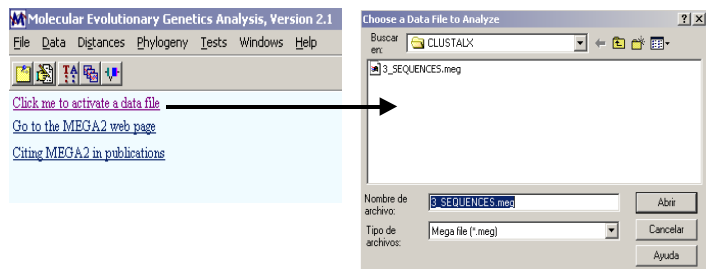 Molecular Evolutionary Genetics Analysis, Version 2.1
File Data Distances Phylogeny Tests Windows Help
Click me to activate a data file
Go to the MEGA2 web page
Citing MEGA2 in publications
Choose a Data File to Analyze
Buscar en: CLUSTALX
3_SEQUENCES.meg
Nombre de archivo: 3_SEQUENCES.meg Abrir
Tipo de archivos: Mega file (*.meg) Cancelar
Ayuda